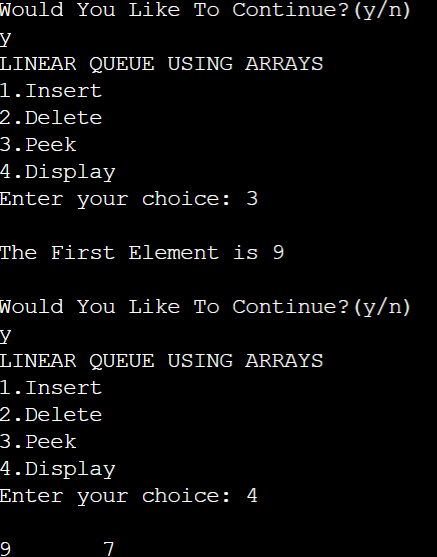 Would You Like To Continue?(y/n)
y
LINEAR QUEUE USING ARRAYS
1.Insert
2.Delete
3.Peek
4.Display
Enter your choice: 3
The First Element is 9
Would You Like To Continue?(y/n)
y
LINEAR QUEUE USING ARRAYS
1.Insert
2.Delete
3.Peek
4.Display
Enter your choice: 4
9       7